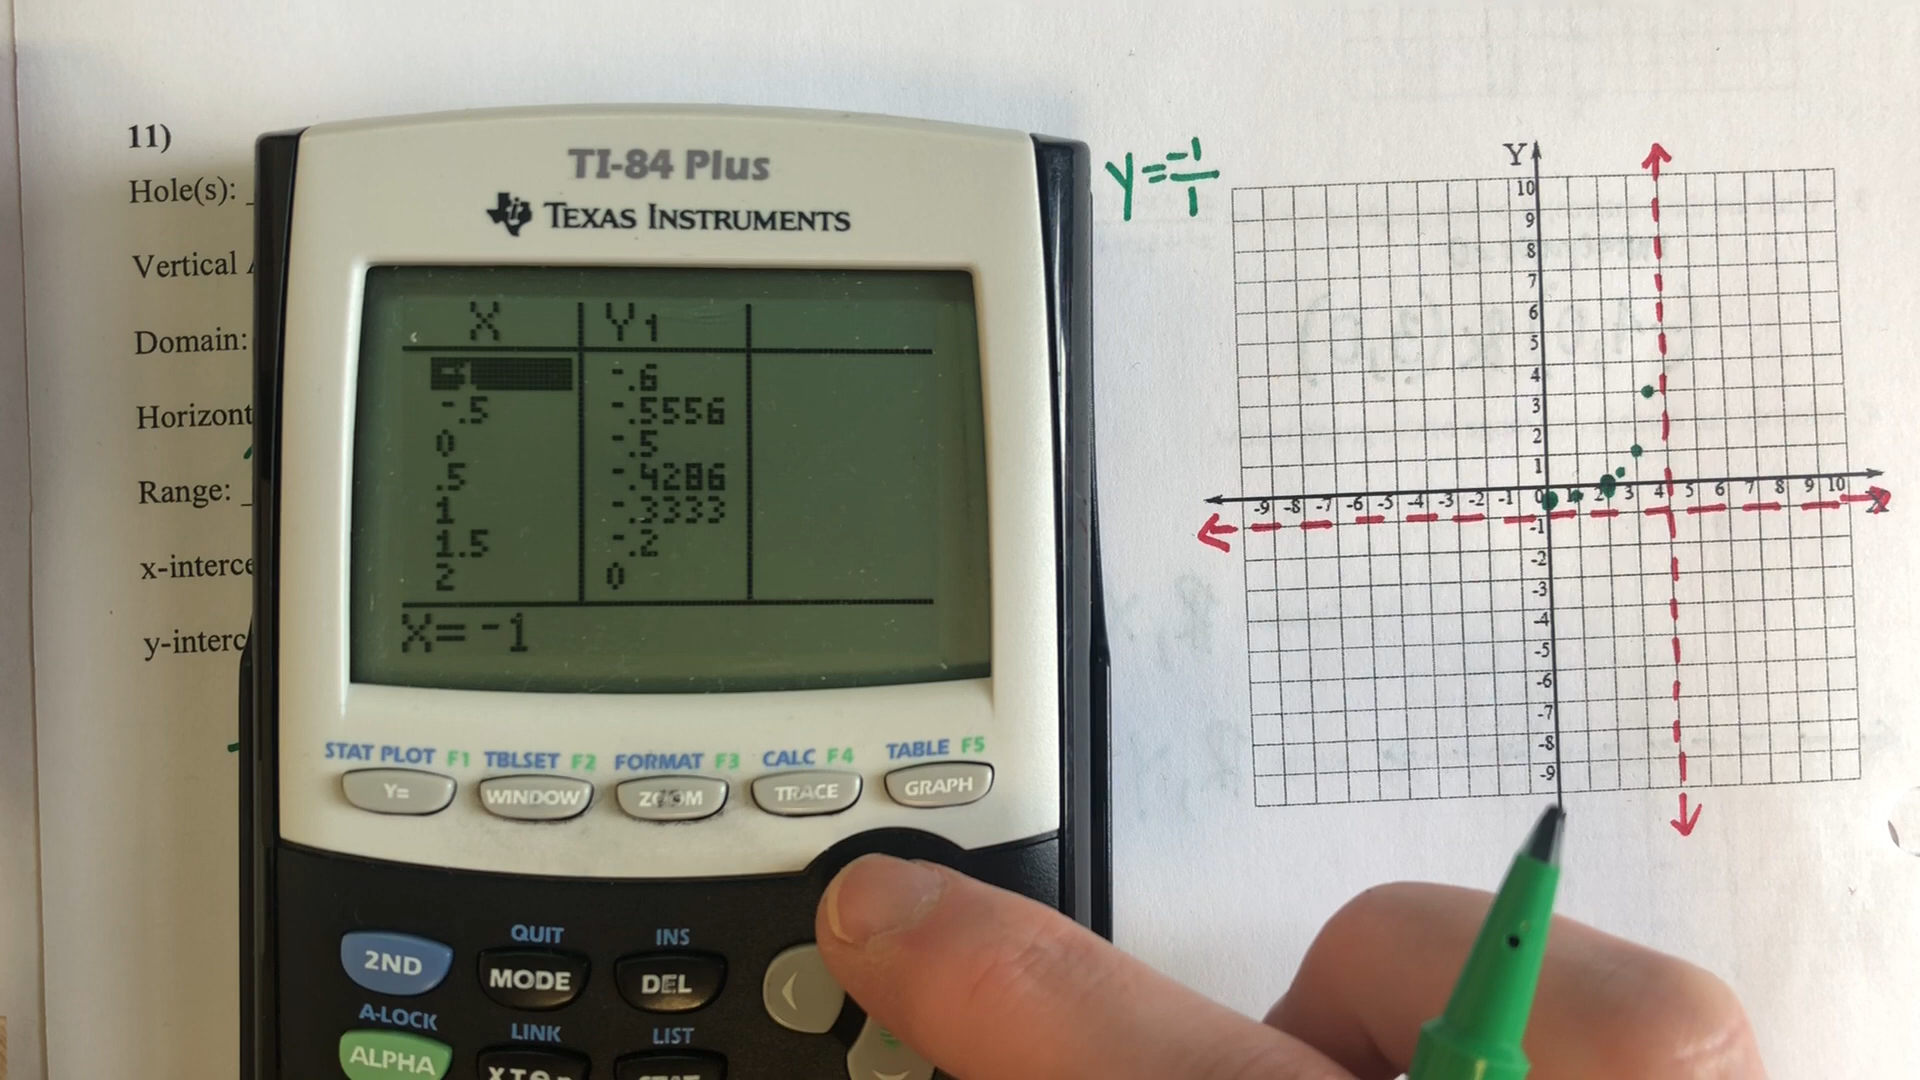 11)
Hole(s): _
Vertical
Domain:
Horizont
Range: _
x-interce
y-interc
TI-84 Plus
TEXAS INSTRUMENTS
X Y1
-1 -.6
-.5 -.5556
0 -.5
.5 -.4286
1 -.3333
1.5 -.2
2 0
X= -1
STAT PLOT F1 TBLSET F2 FORMAT F3 CALC F4 TABLE F5
Y= WINDOW ZOOM TRACE GRAPH
QUIT INS
2ND MODE DEL
A-LOCK LINK LIST
ALPHA
y = -1/1
Y
10
9
8
7
6
5
4
3
2
1
-9 -8 -7 -6 -5 -4 -3 -2 -1 0 1 2 3 4 5 6 7 8 9 10
X
-1
-2
-3
-4
-5
-6
-7
-8
-9